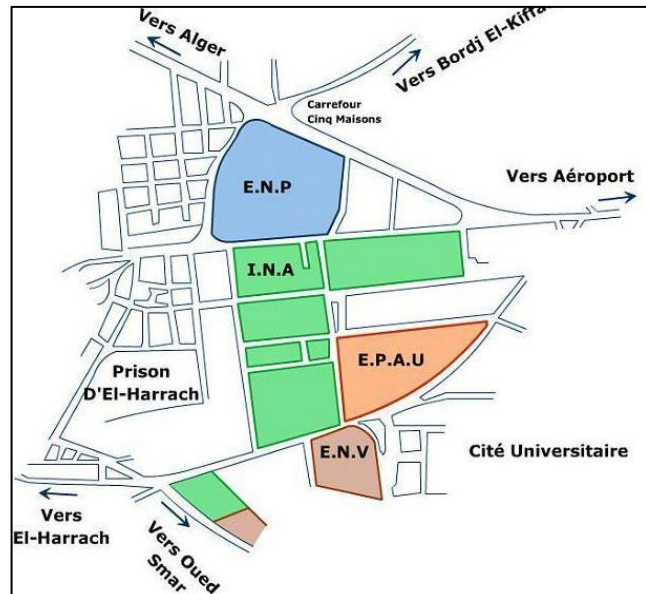 Vers Alger
Vers Bordj El-Kiffa
Carrefour
Cinq Maisons
E.N.P
Vers Aéroport
I.N.A
E.P.A.U
Prison
D'El-Harrach
E.N.V
Cité Universitaire
Vers
El-Harrach
Vers Oued
Smar